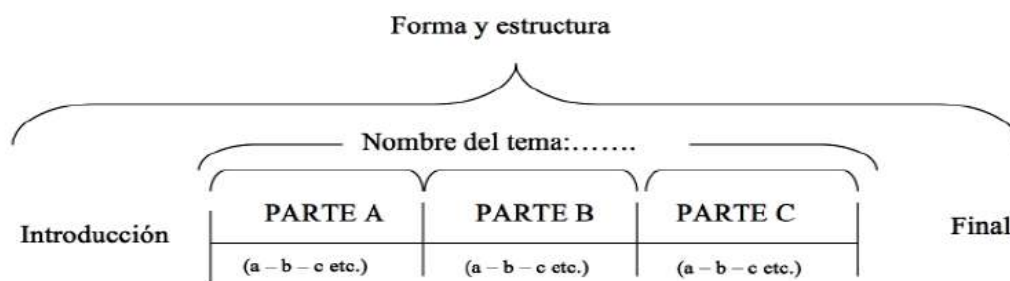 Forma y estructura
Nombre del tema:.......
PARTE A PARTE B PARTE C
Introducción Final
(a – b – c etc.) (a – b – c etc.) (a – b – c etc.)